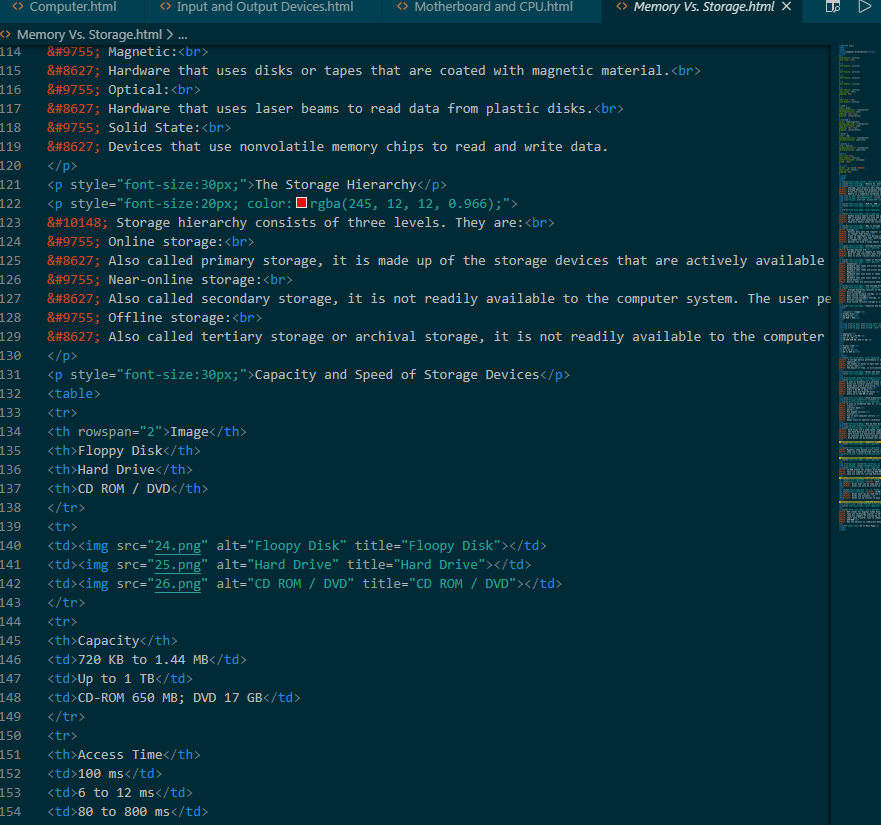 Computer.html Input and Output Devices.html Motherboard and CPU.html Memory Vs. Storage.html
Memory Vs. Storage.html > ...
114 &#9755; Magnetic:<br>
115 &#8627; Hardware that uses disks or tapes that are coated with magnetic material.<br>
116 &#9755; Optical:<br>
117 &#8627; Hardware that uses laser beams to read data from plastic disks.<br>
118 &#9755; Solid State:<br>
119 &#8627; Devices that use nonvolatile memory chips to read and write data.
120 </p>
121 <p style="font-size:30px;">The Storage Hierarchy</p>
122 <p style="font-size:20px; color:rgba(245, 12, 12, 0.966);">
123 &#10148; Storage hierarchy consists of three levels. They are:<br>
124 &#9755; Online storage:<br>
125 &#8627; Also called primary storage, it is made up of the storage devices that are actively available
126 &#9755; Near-online storage:<br>
127 &#8627; Also called secondary storage, it is not readily available to the computer system. The user pe
128 &#9755; Offline storage:<br>
129 &#8627; Also called tertiary storage or archival storage, it is not readily available to the computer
130 </p>
131 <p style="font-size:30px;">Capacity and Speed of Storage Devices</p>
132 <table>
133 <tr>
134 <th rowspan="2">Image</th>
135 <th>Floppy Disk</th>
136 <th>Hard Drive</th>
137 <th>CD ROM / DVD</th>
138 </tr>
139 <tr>
140 <td><img src="24.png" alt="Floopy Disk" title="Floopy Disk"></td>
141 <td><img src="25.png" alt="Hard Drive" title="Hard Drive"></td>
142 <td><img src="26.png" alt="CD ROM / DVD" title="CD ROM / DVD"></td>
143 </tr>
144 <tr>
145 <th>Capacity</th>
146 <td>720 KB to 1.44 MB</td>
147 <td>Up to 1 TB</td>
148 <td>CD-ROM 650 MB; DVD 17 GB</td>
149 </tr>
150 <tr>
151 <th>Access Time</th>
152 <td>100 ms</td>
153 <td>6 to 12 ms</td>
154 <td>80 to 800 ms</td>